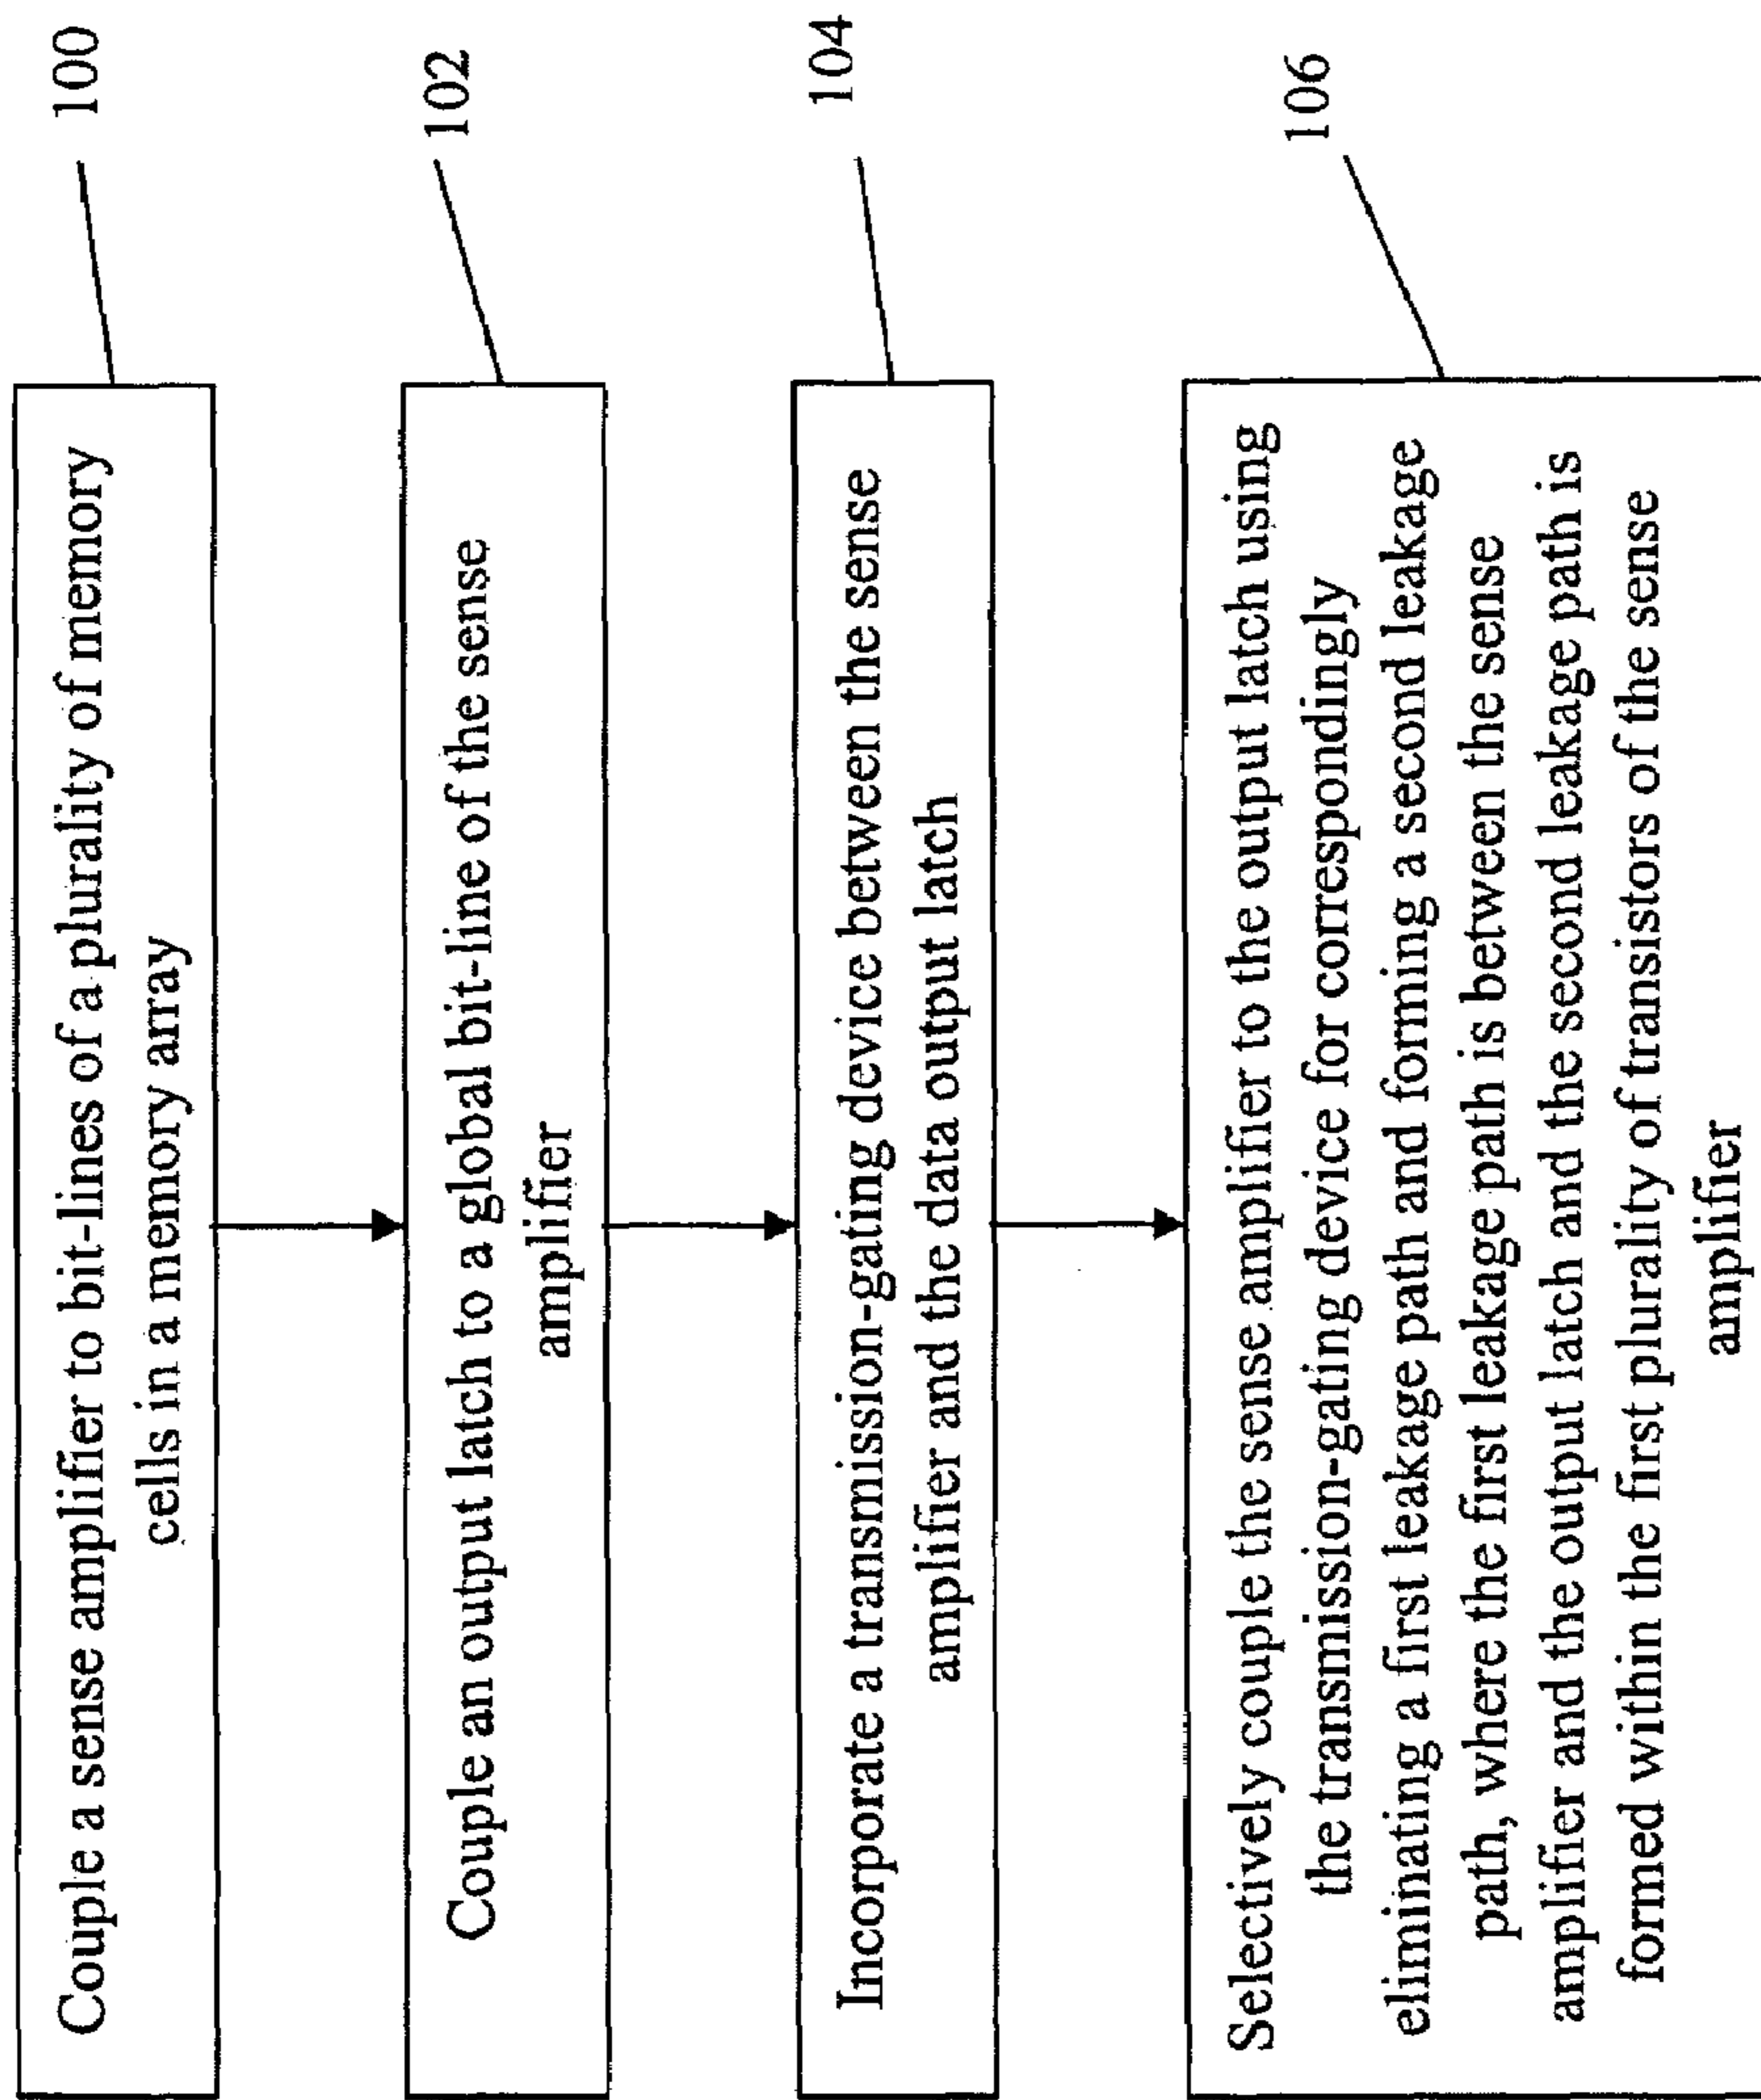 Couple a sense amplifier to bit-lines of a plurality of memory
cells in a memory array
100
Couple an output latch to a global bit-line of the sense
amplifier
102
Incorporate a transmission-gating device between the sense
amplifier and the data output latch
104
Selectively couple the sense amplifier to the output latch using
the transmission-gating device for correspondingly
eliminating a first leakage path and forming a second leakage
path, where the first leakage path is between the sense
amplifier and the output latch and the second leakage path is
formed within the first plurality of transistors of the sense
amplifier
106